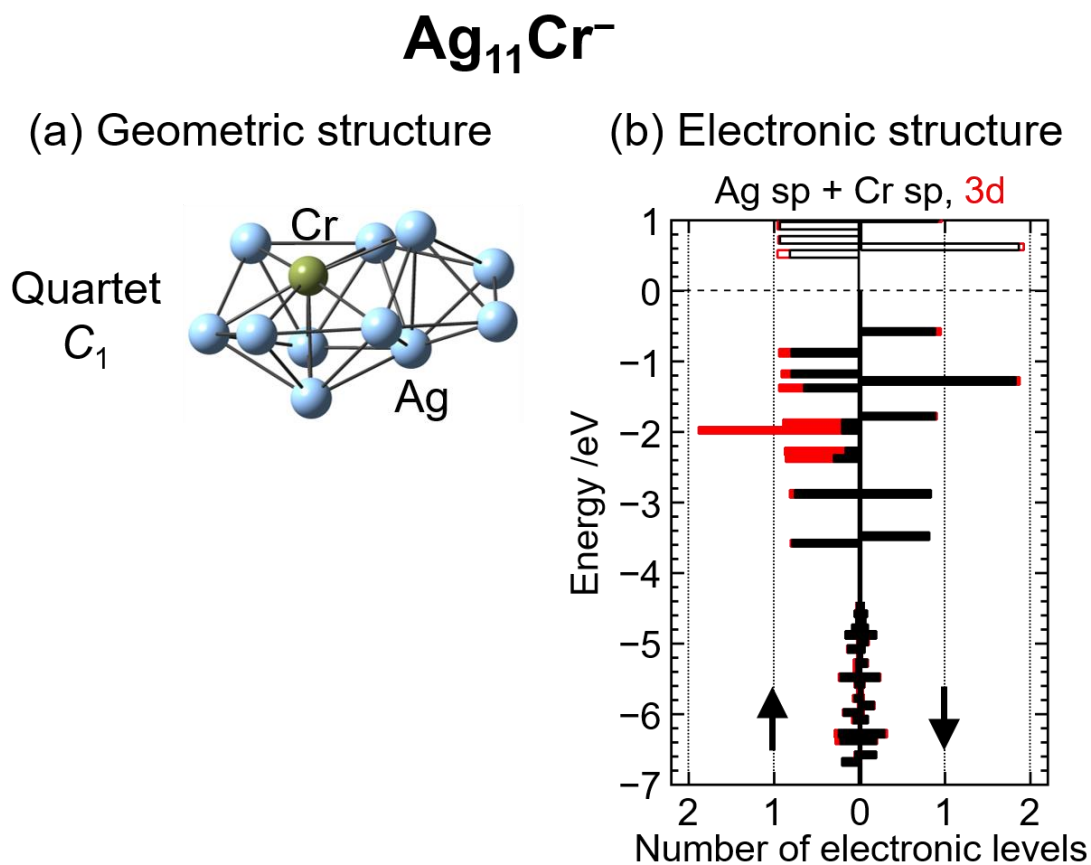 Ag₁₁Cr⁻
(a) Geometric structure
(b) Electronic structure
Quartet
C₁
Cr
Ag
Ag sp + Cr sp, 3d
Energy /eV
1
0
−1
−2
−3
−4
−5
−6
−7
2 1 0 1 2
Number of electronic levels